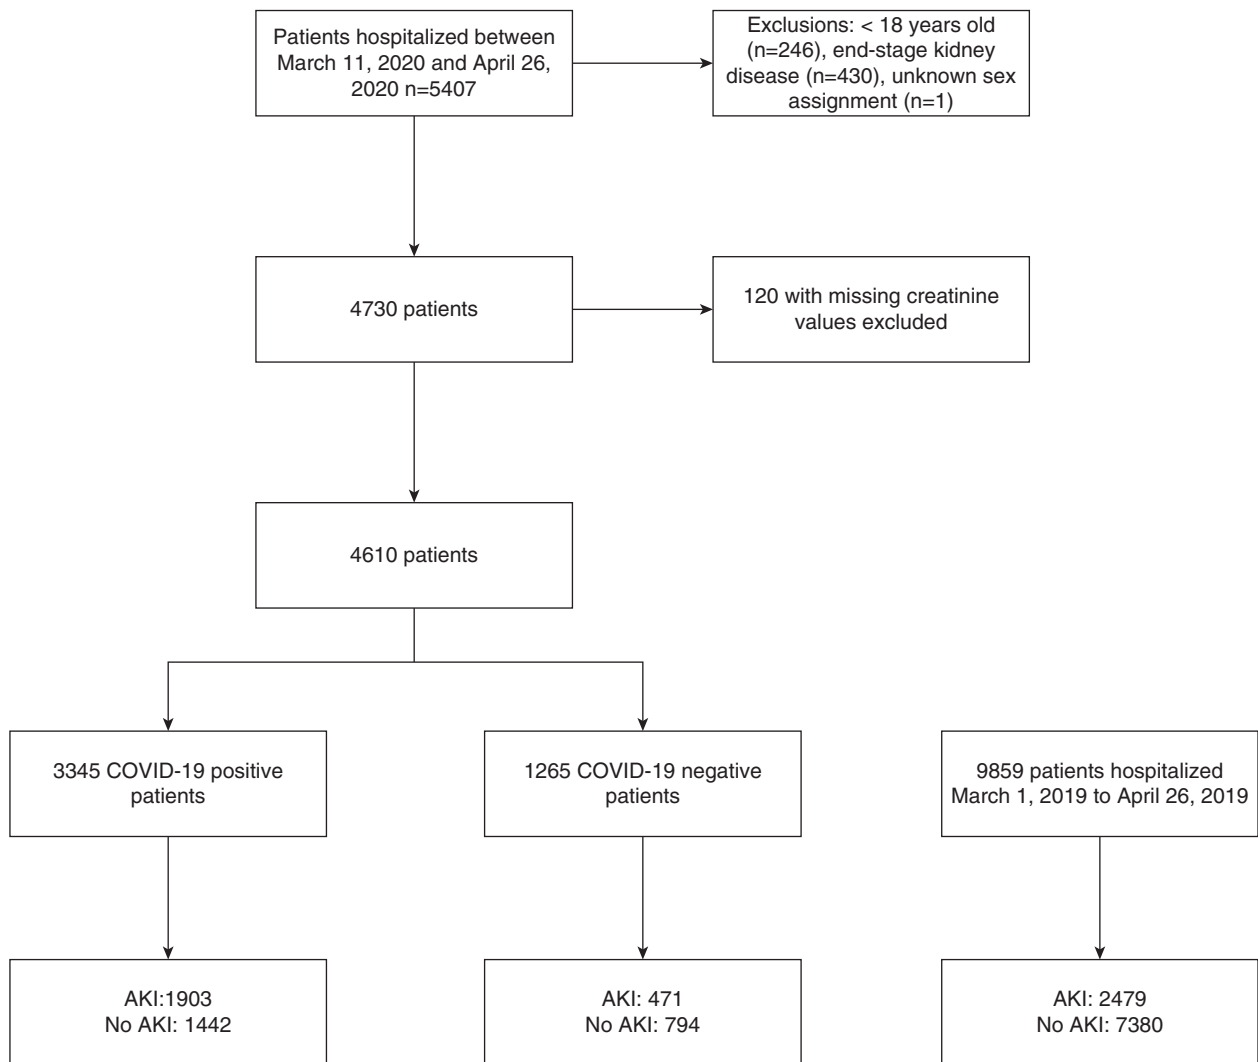 Patients hospitalized between
March 11, 2020 and April 26,
2020 n=5407
Exclusions: < 18 years old
(n=246), end-stage kidney
disease (n=430), unknown sex
assignment (n=1)
4730 patients
120 with missing creatinine
values excluded
4610 patients
3345 COVID-19 positive
patients
1265 COVID-19 negative
patients
9859 patients hospitalized
March 1, 2019 to April 26, 2019
AKI:1903
No AKI: 1442
AKI: 471
No AKI: 794
AKI: 2479
No AKI: 7380